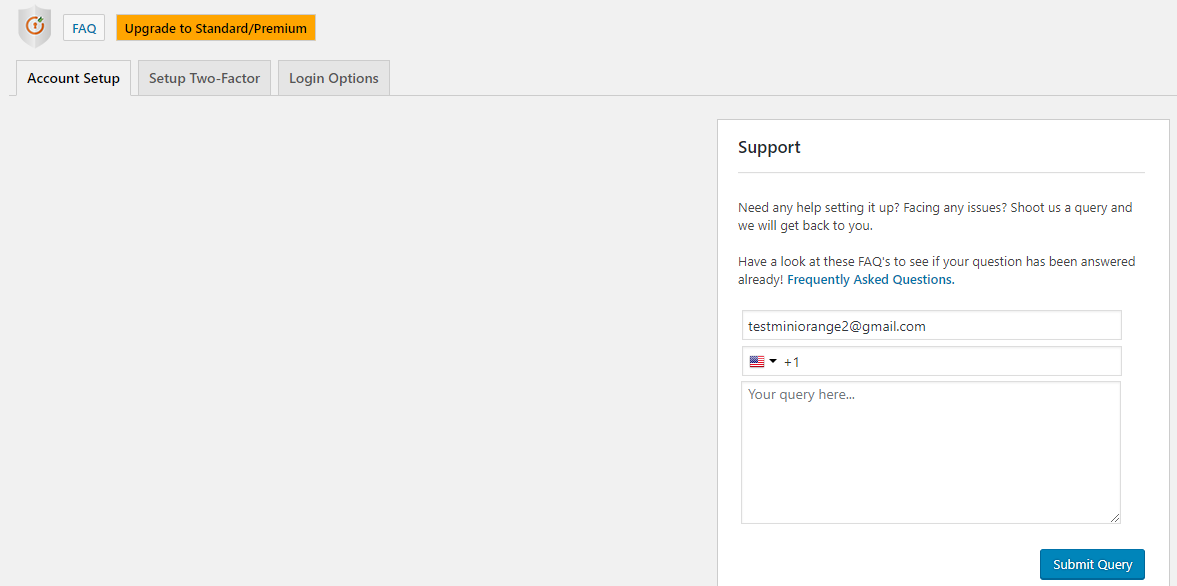 FAQ
Upgrade to Standard/Premium
Account Setup
Setup Two-Factor
Login Options
Support
Need any help setting it up? Facing any issues? Shoot us a query and
we will get back to you.
Have a look at these FAQ's to see if your question has been answered
already! Frequently Asked Questions.
testminiorange2@gmail.com
+1
Your query here...
Submit Query